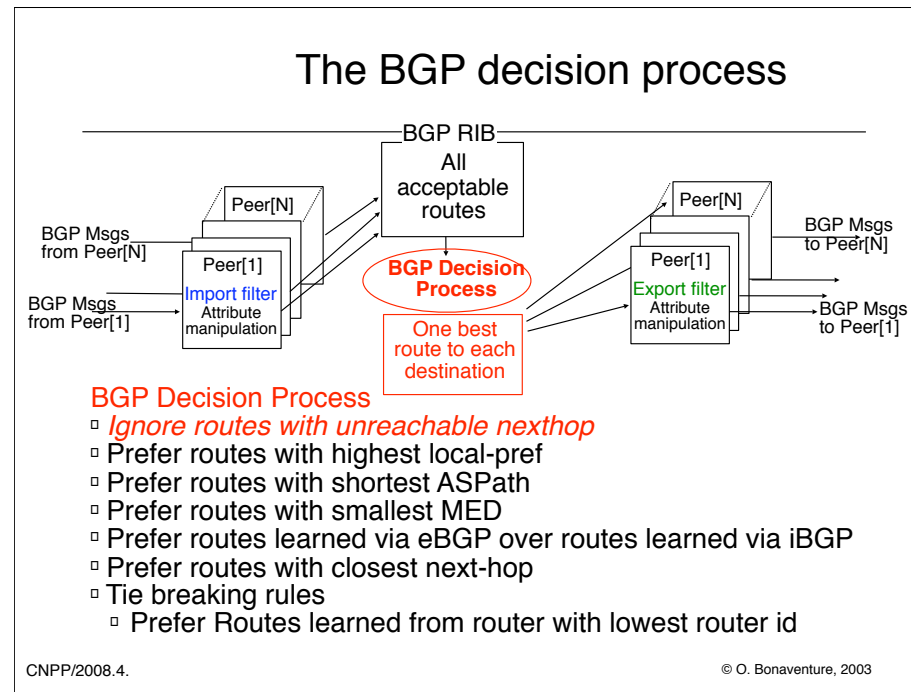 The BGP decision process
BGP RIB
All
acceptable
routes
Peer[N]
BGP Msgs
from Peer[N]
Peer[1]
Import filter
Attribute
manipulation
BGP Msgs
from Peer[1]
BGP Decision
Process
One best
route to each
destination
Peer[N]
BGP Msgs
to Peer[N]
Peer[1]
Export filter
Attribute
manipulation
BGP Msgs
to Peer[1]
BGP Decision Process
Ignore routes with unreachable nexthop
Prefer routes with highest local-pref
Prefer routes with shortest ASPath
Prefer routes with smallest MED
Prefer routes learned via eBGP over routes learned via iBGP
Prefer routes with closest next-hop
Tie breaking rules
Prefer Routes learned from router with lowest router id
CNPP/2008.4.
© O. Bonaventure, 2003